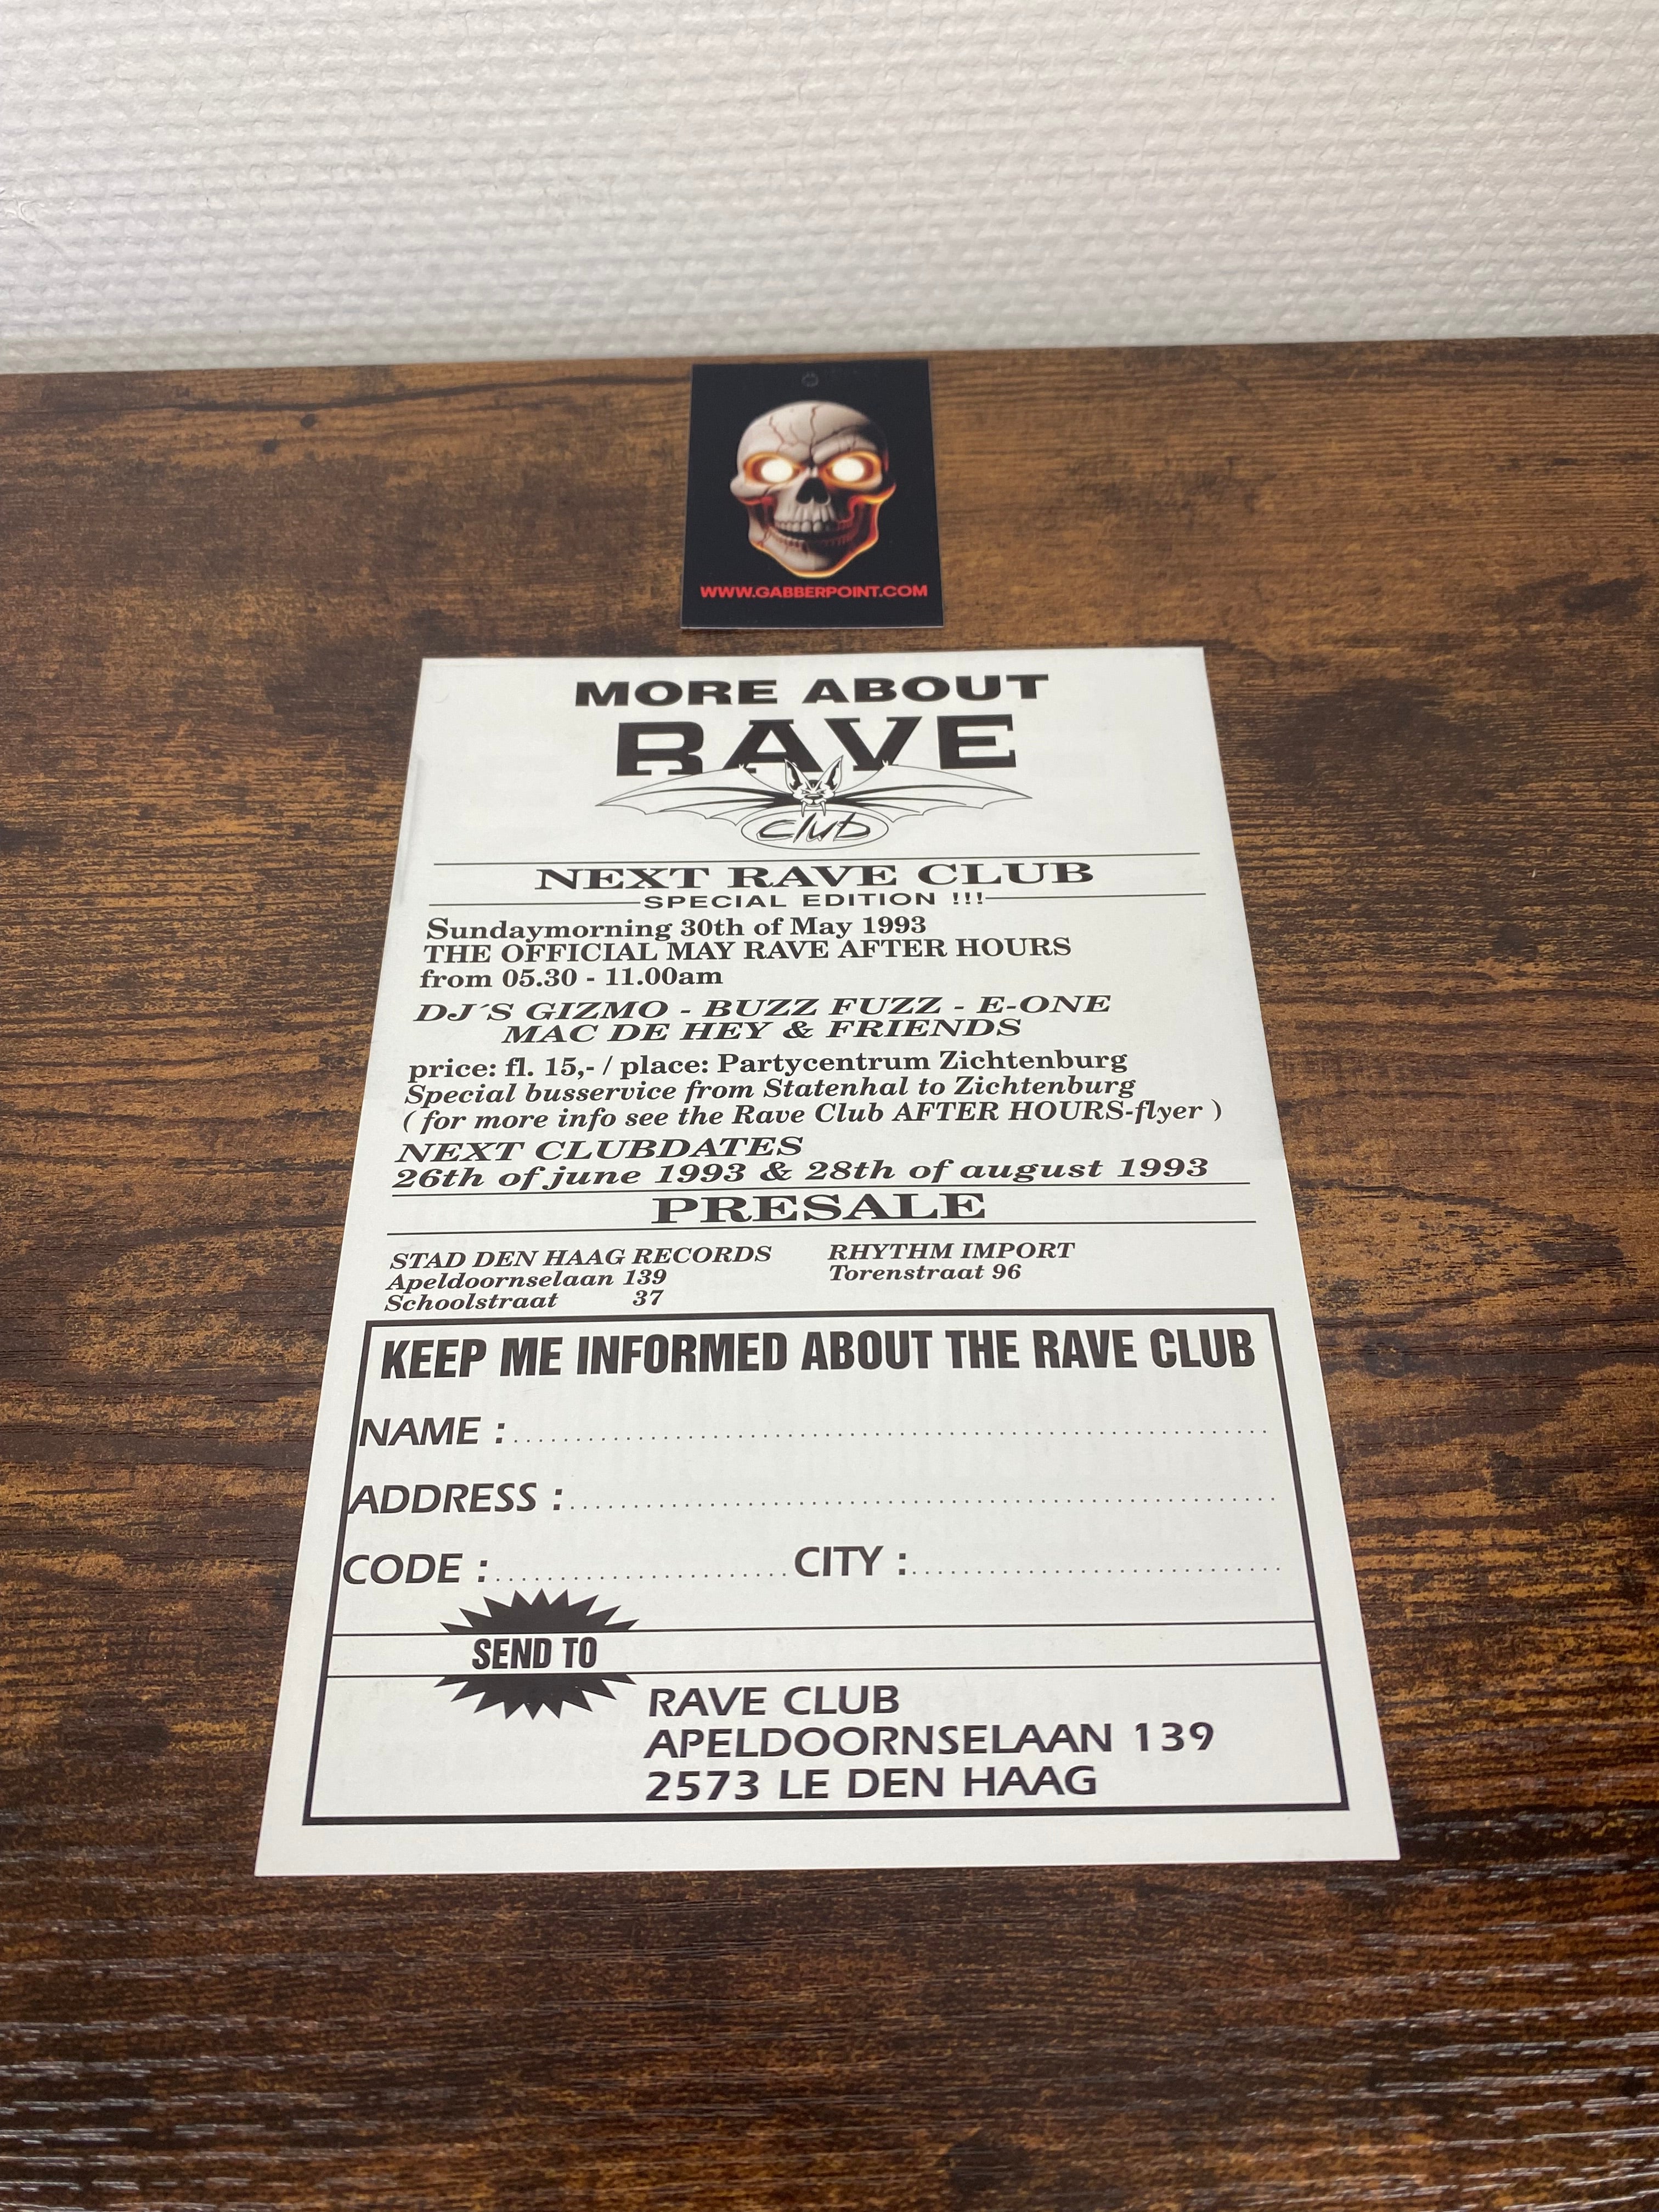 WWW.GABBERPOINT.COM
MORE ABOUT
RAVE
club
NEXT RAVE CLUB
SPECIAL EDITION !!!
Sundaymorning 30th of May 1993
THE OFFICIAL MAY RAVE AFTER HOURS
from 05.30 - 11.00am
DJ´S GIZMO - BUZZ FUZZ - E-ONE
MAC DE HEY & FRIENDS
price: fl. 15,- / place: Partycentrum Zichtenburg
Special busservice from Statenhal to Zichtenburg
( for more info see the Rave Club AFTER HOURS-flyer )
NEXT CLUBDATES
26th of june 1993 & 28th of august 1993
PRESALE
STAD DEN HAAG RECORDS RHYTHM IMPORT
Apeldoornselaan 139 Torenstraat 96
Schoolstraat 37
KEEP ME INFORMED ABOUT THE RAVE CLUB
NAME :
ADDRESS :
CODE : CITY :
SEND TO
RAVE CLUB
APELDOORNSELAAN 139
2573 LE DEN HAAG